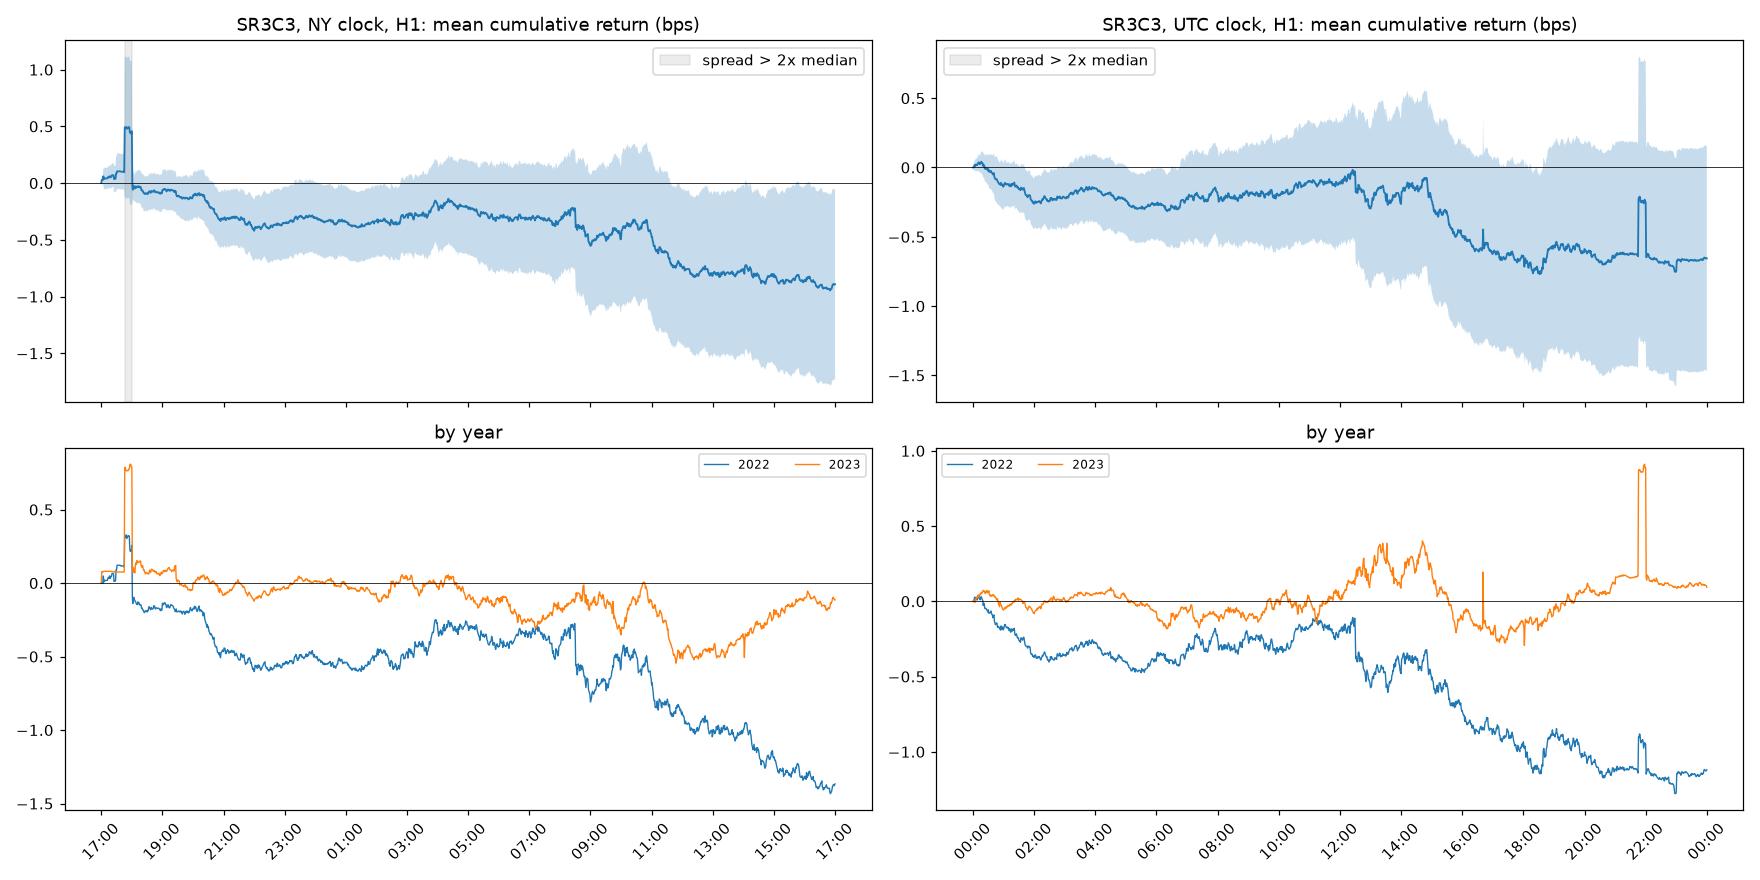 SR3C3, NY clock, H1: mean cumulative return (bps)
spread > 2x median
1.0
0.5
0.0
−0.5
−1.0
−1.5
SR3C3, UTC clock, H1: mean cumulative return (bps)
spread > 2x median
0.5
0.0
−0.5
−1.0
−1.5
by year
2022 2023
0.5
0.0
−0.5
−1.0
−1.5
17:00 19:00 21:00 23:00 01:00 03:00 05:00 07:00 09:00 11:00 13:00 15:00 17:00
by year
2022 2023
1.0
0.5
0.0
−0.5
−1.0
00:00 02:00 04:00 06:00 08:00 10:00 12:00 14:00 16:00 18:00 20:00 22:00 00:00